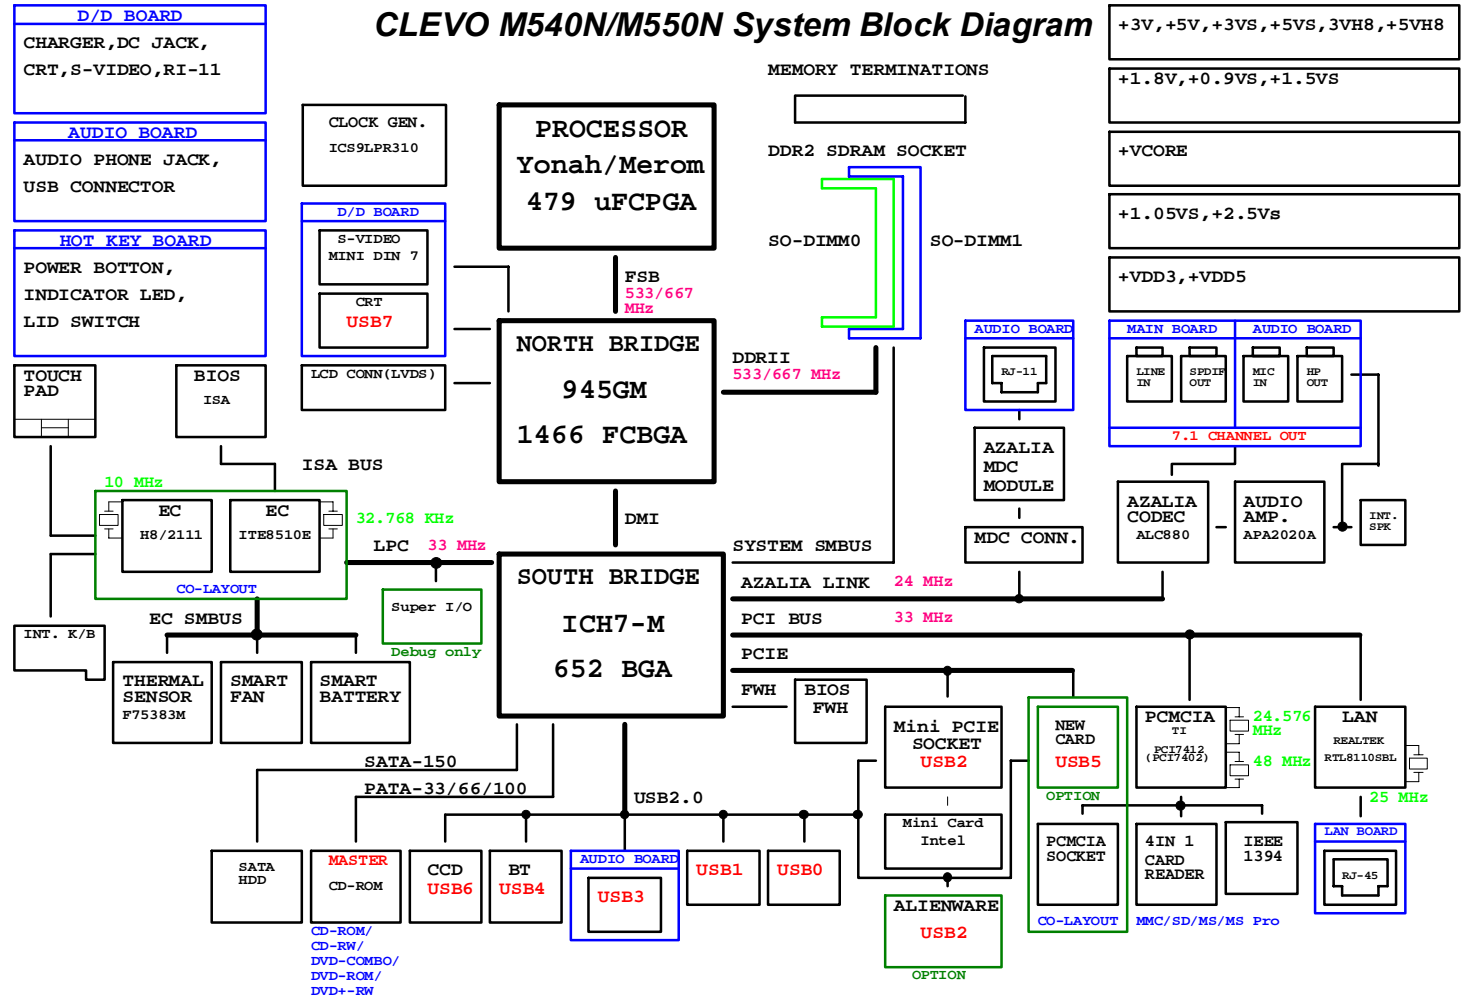 CLEVO M540N/M550N System Block Diagram
D/D BOARD
CHARGER,DC JACK,
CRT,S-VIDEO,RI-11
AUDIO BOARD
AUDIO PHONE JACK,
USB CONNECTOR
HOT KEY BOARD
POWER BOTTON,
INDICATOR LED,
LID SWITCH
CLOCK GEN.
ICS9LPR310
PROCESSOR
Yonah/Merom
479 uFCPGA
MEMORY TERMINATIONS
DDR2 SDRAM SOCKET
SO-DIMM0
SO-DIMM1
+3V,+5V,+3VS,+5VS,3VH8,+5VH8
+1.8V,+0.9VS,+1.5VS
+VCORE
+1.05VS,+2.5Vs
+VDD3,+VDD5
D/D BOARD
S-VIDEO
MINI DIN 7
CRT
USB7
LCD CONN(LVDS)
FSB
533/667
MHz
NORTH BRIDGE
945GM
1466 FCBGA
DDRII
533/667 MHz
AUDIO BOARD
RJ-11
MAIN BOARD
AUDIO BOARD
LINE
IN
SPDIF
OUT
MIC
IN
HP
OUT
7.1 CHANNEL OUT
TOUCH
PAD
BIOS
ISA
ISA BUS
10 MHz
EC
H8/2111
EC
ITE8510E
CO-LAYOUT
32.768 KHz
LPC
33 MHz
DMI
AZALIA
MDC
MODULE
MDC CONN.
AZALIA
CODEC
ALC880
AUDIO
AMP.
APA2020A
INT.
SPK
SYSTEM SMBUS
AZALIA LINK
24 MHz
PCI BUS
33 MHz
PCIE
FWH
BIOS
FWH
SOUTH BRIDGE
ICH7-M
652 BGA
Super I/O
Debug only
EC SMBUS
INT. K/B
THERMAL
SENSOR
F75383M
SMART
FAN
SMART
BATTERY
Mini PCIE
SOCKET
USB2
NEW
CARD
USB5
OPTION
PCMCIA
TI
PCI7412
(PCI7402)
24.576
MHz
48 MHz
LAN
REALTEK
RTL8110SBL
25 MHz
SATA-150
PATA-33/66/100
USB2.0
Mini Card
Intel
PCMCIA
SOCKET
CO-LAYOUT
4IN 1
CARD
READER
MMC/SD/MS/MS Pro
IEEE
1394
LAN BOARD
RJ-45
SATA
HDD
MASTER
CD-ROM
CD-ROM/
CD-RW/
DVD-COMBO/
DVD-ROM/
DVD+-RW
CCD
USB6
BT
USB4
AUDIO BOARD
USB3
USB1
USB0
ALIENWARE
USB2
OPTION